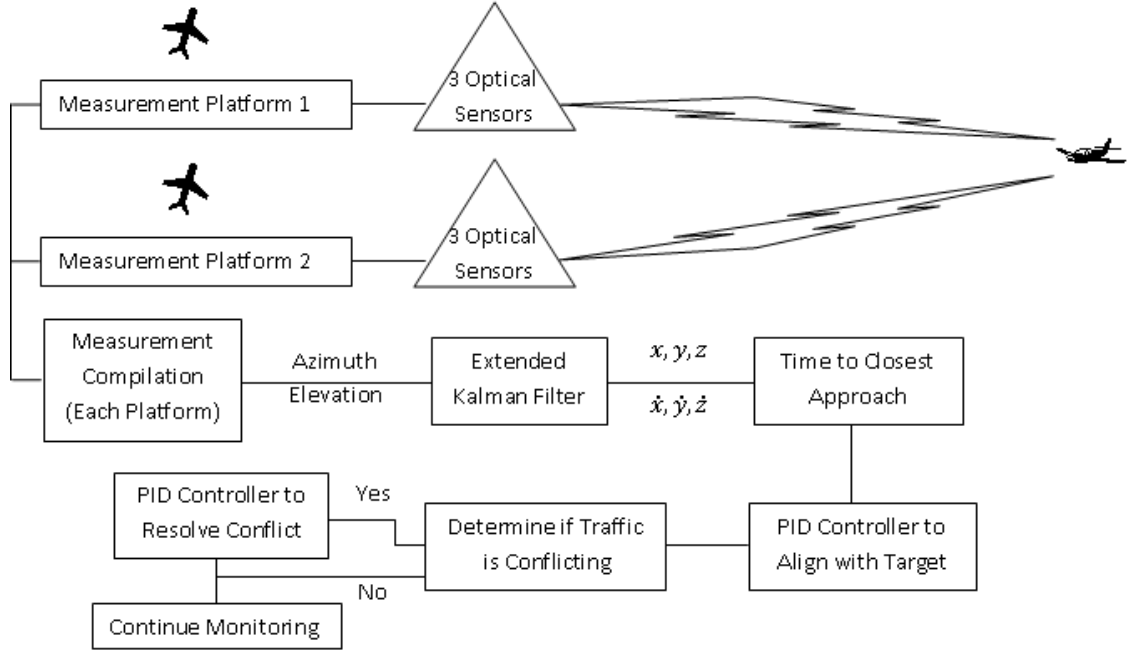 3 Optical
Sensors
Measurement Platform 1
3 Optical
Sensors
Measurement Platform 2
Measurement
Compilation
(Each Platform)
Azimuth
Elevation
Extended
Kalman Filter
x, y, z
ẋ, ẏ, ż
Time to Closest
Approach
PID Controller to
Resolve Conflict
Yes
No
Determine if Traffic
is Conflicting
PID Controller to
Align with Target
Continue Monitoring